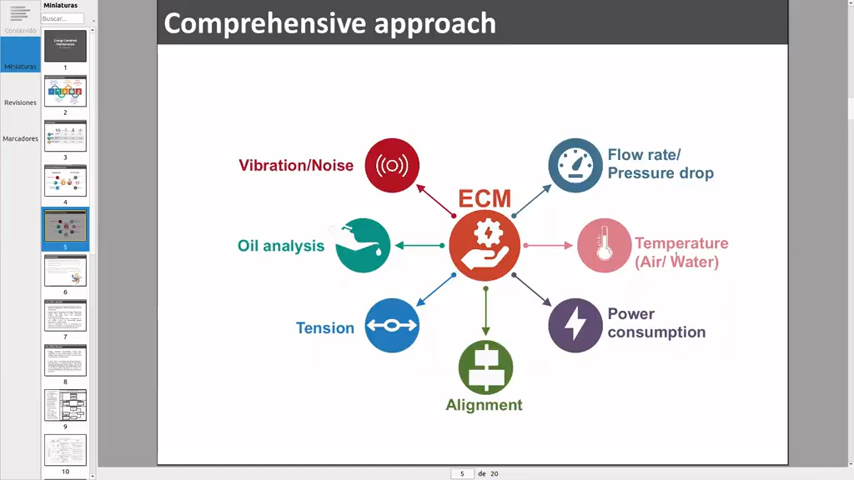 Miniaturas
Buscar...
Contenido
Miniaturas
Revisiones
Marcadores
1
2
3
4
5
6
7
8
9
10
Comprehensive approach
Vibration/Noise
Flow rate/
Pressure drop
ECM
Oil analysis
Temperature
(Air/ Water)
Tension
Power
consumption
Alignment
5 de 20